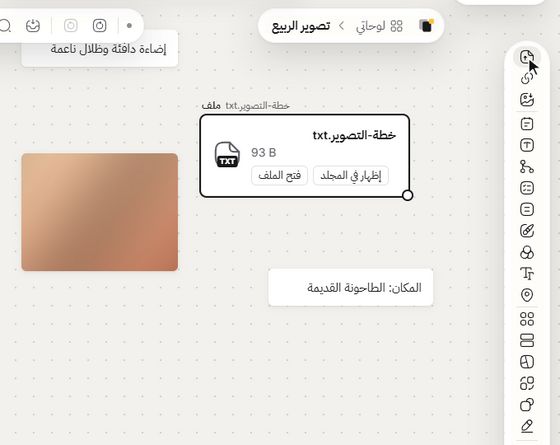 لوحاتي
تصوير الربيع
إضاءة دافئة وظلال ناعمة
ملف خطة-التصوير.txt
خطة-التصوير.txt
93 B
TXT
إظهار في المجلد
فتح الملف
المكان: الطاحونة القديمة